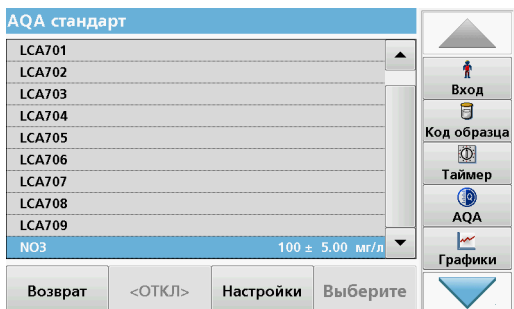 AQA стандарт
LCA701
LCA702
LCA703
LCA704
LCA705
LCA706
LCA707
LCA708
LCA709
NO3 100 ± 5.00 мг/л
Возврат <ОТКЛ> Настройки Выберите
Вход
Код образца
Таймер
AQA
Графики